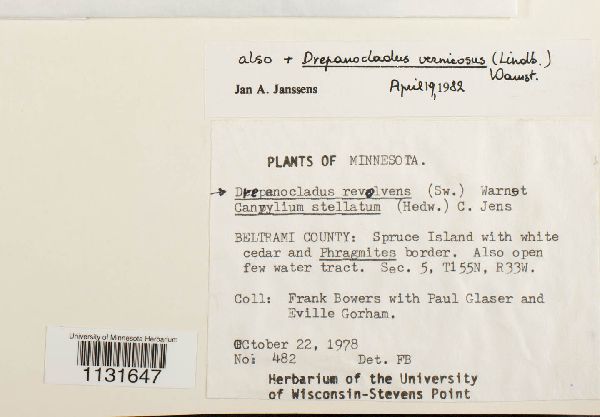 also + Drepanocladus vernicosus (Lindb.)
Warnst.
Jan A. Janssens April 19, 1982
PLANTS OF MINNESOTA.
→ Drepanocladus revolvens (Sw.) Warnst
Campylium stellatum (Hedw.) C. Jens
BELTRAMI COUNTY: Spruce Island with white
cedar and Phragmites border. Also open
few water tract. Sec. 5, T155N, R33W.
Coll: Frank Bowers with Paul Glaser and
Eville Gorham.
October 22, 1978
No: 482 Det. FB
Herbarium of the University
of Wisconsin-Stevens Point
University of Minnesota Herbarium
1131647